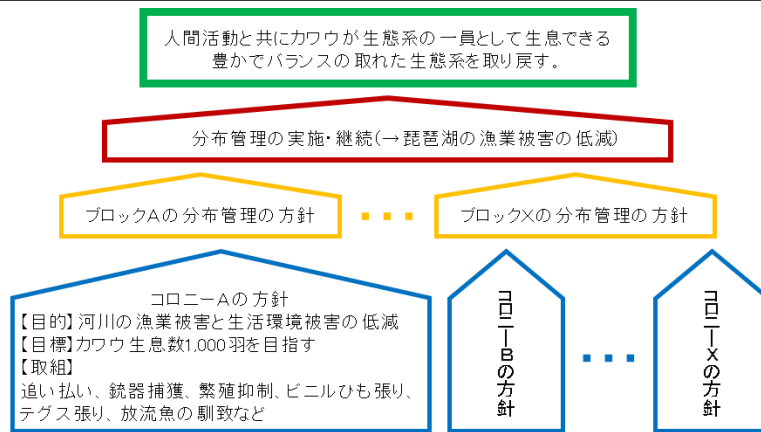 人間活動と共にカワウが生態系の一員として生息できる
豊かでバランスの取れた生態系を取り戻す。
分布管理の実施・継続(→琵琶湖の漁業被害の低減)
ブロックAの分布管理の方針
ブロックXの分布管理の方針
コロニーAの方針
【目的】河川の漁業被害と生活環境被害の低減
【目標】カワウ生息数1,000羽を目指す
【取組】
追い払い、銃器捕獲、繁殖抑制、ビニルひも張り、
テグス張り、放流魚の馴致など
コロニーBの方針
コロニーXの方針